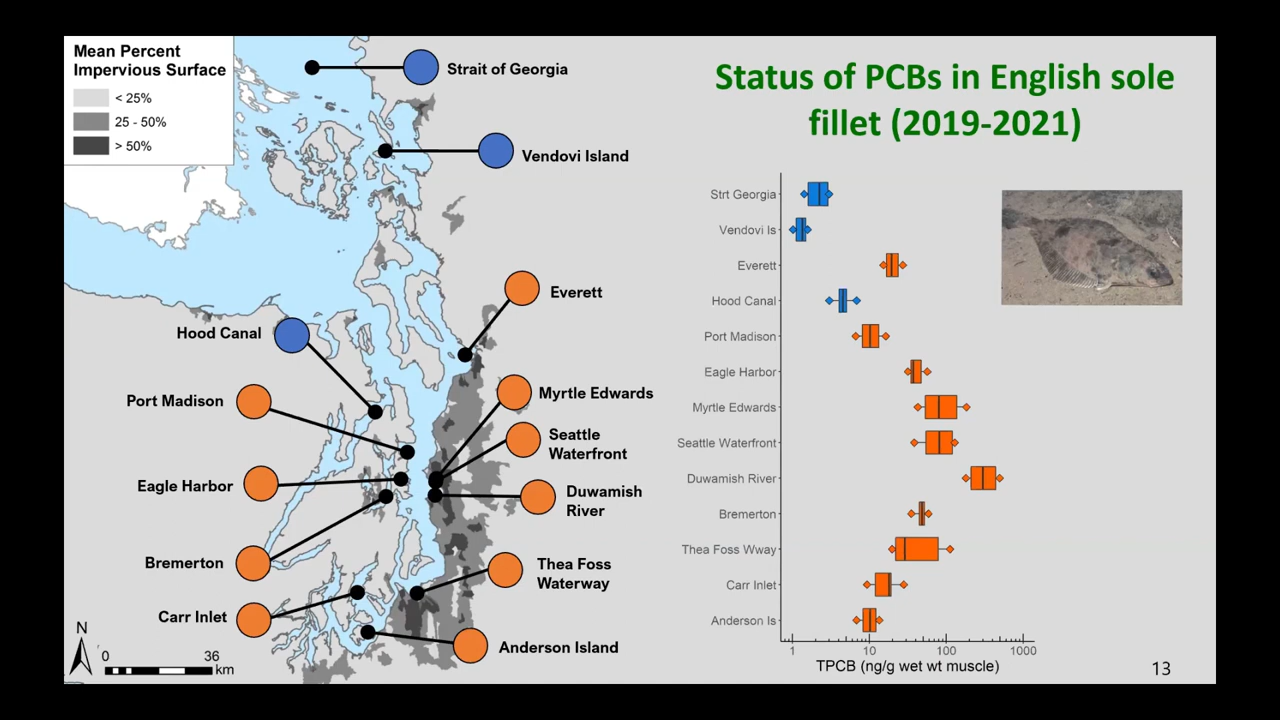 Mean Percent
Impervious Surface
< 25%
25 - 50%
> 50%
Strait of Georgia
Vendovi Island
Everett
Hood Canal
Port Madison
Myrtle Edwards
Seattle
Waterfront
Eagle Harbor
Duwamish
River
Bremerton
Thea Foss
Waterway
Carr Inlet
Anderson Island
N
0 36
km
Status of PCBs in English sole
fillet (2019-2021)
Strt Georgia
Vendovi Is
Everett
Hood Canal
Port Madison
Eagle Harbor
Myrtle Edwards
Seattle Waterfront
Duwamish River
Bremerton
Thea Foss Wway
Carr Inlet
Anderson Is
1 10 100 1000
TPCB (ng/g wet wt muscle)
13